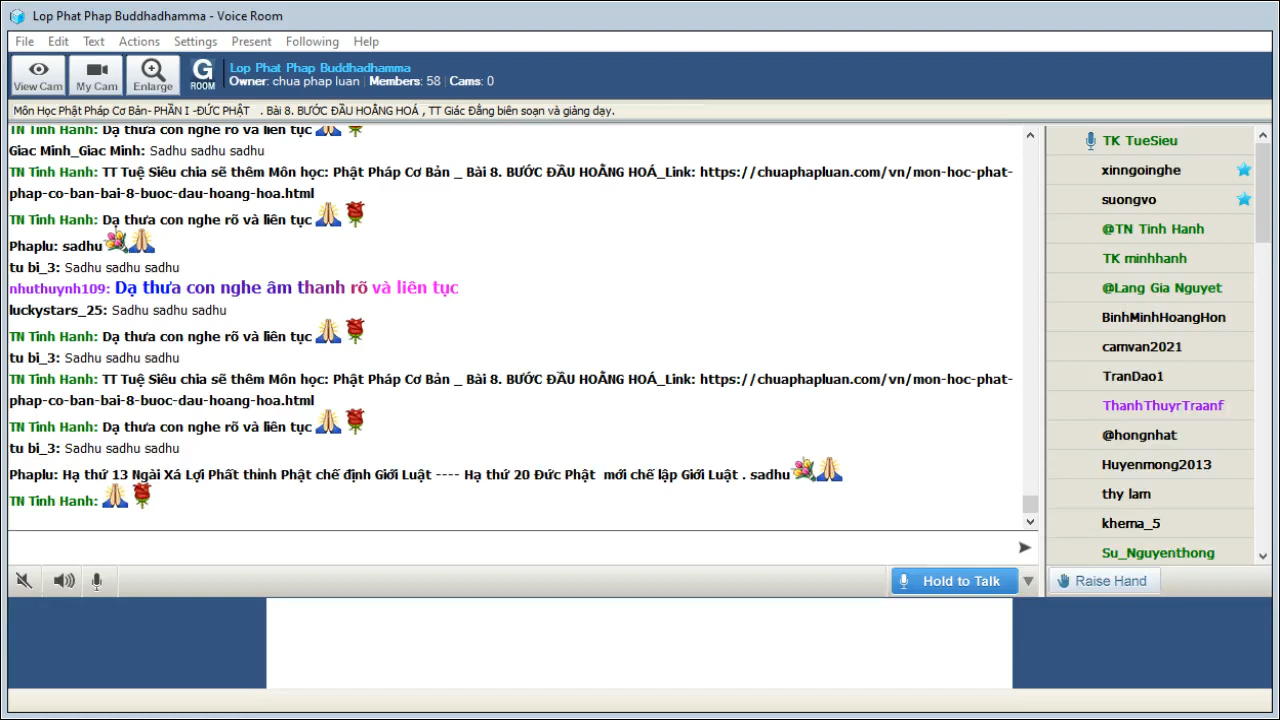 Lop Phat Phap Buddhadhamma - Voice Room
File Edit Text Actions Settings Present Following Help
View Cam My Cam Enlarge G ROOM
Lop Phat Phap Buddhadhamma
Owner: chua phap luan Members: 58 Cams: 0
Môn Học Phật Pháp Cơ Bản- PHẦN I -ĐỨC PHẬT . Bài 8. BƯỚC ĐẦU HOẰNG HOÁ , TT Giác Đẳng biên soạn và giảng dạy.
TN Tinh Hanh: Dạ thưa con nghe rõ và liên tục
Giac Minh_Giac Minh: Sadhu sadhu sadhu
TN Tinh Hanh: TT Tuệ Siêu chia sẽ thêm Môn học: Phật Pháp Cơ Bản _ Bài 8. BƯỚC ĐẦU HOẰNG HOÁ_Link: https://chuaphapluan.com/vn/mon-hoc-phat-
phap-co-ban-bai-8-buoc-dau-hoang-hoa.html
TN Tinh Hanh: Dạ thưa con nghe rõ và liên tục
Phaplu: sadhu
tu bi_3: Sadhu sadhu sadhu
nhuthuynh109: Dạ thưa con nghe âm thanh rõ và liên tục
luckystars_25: Sadhu sadhu sadhu
TN Tinh Hanh: Dạ thưa con nghe rõ và liên tục
tu bi_3: Sadhu sadhu sadhu
TN Tinh Hanh: TT Tuệ Siêu chia sẽ thêm Môn học: Phật Pháp Cơ Bản _ Bài 8. BƯỚC ĐẦU HOẰNG HOÁ_Link: https://chuaphapluan.com/vn/mon-hoc-phat-
phap-co-ban-bai-8-buoc-dau-hoang-hoa.html
TN Tinh Hanh: Dạ thưa con nghe rõ và liên tục
tu bi_3: Sadhu sadhu sadhu
Phaplu: Hạ thứ 13 Ngài Xá Lợi Phất thỉnh Phật chế định Giới Luật ---- Hạ thứ 20 Đức Phật mới chế lập Giới Luật . sadhu
TN Tinh Hanh:
TK TueSieu
xinngoinghe
suongvo
@TN Tinh Hanh
TK minhhanh
@Lang Gia Nguyet
BinhMinhHoangHon
camvan2021
TranDao1
ThanhThuyrTraanf
@hongnhat
Huyenmong2013
thy lam
khema_5
Su_Nguyenthong
Hold to Talk
Raise Hand